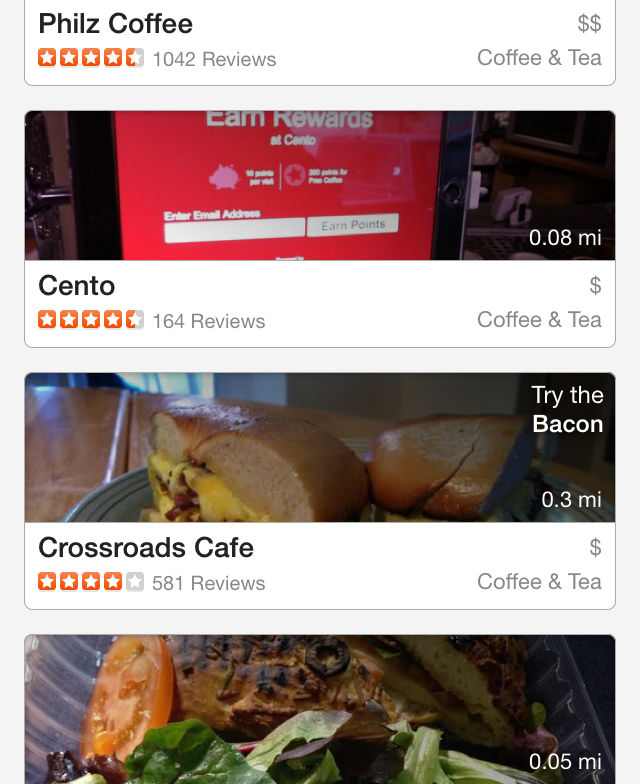 Philz Coffee $$
1042 Reviews Coffee & Tea
Earn Rewards
at Cento
10 points
per visit
200 points for
Free Coffee
Enter Email Address
Earn Points
0.08 mi
Cento $
164 Reviews Coffee & Tea
Try the
Bacon
0.3 mi
Crossroads Cafe $
581 Reviews Coffee & Tea
0.05 mi